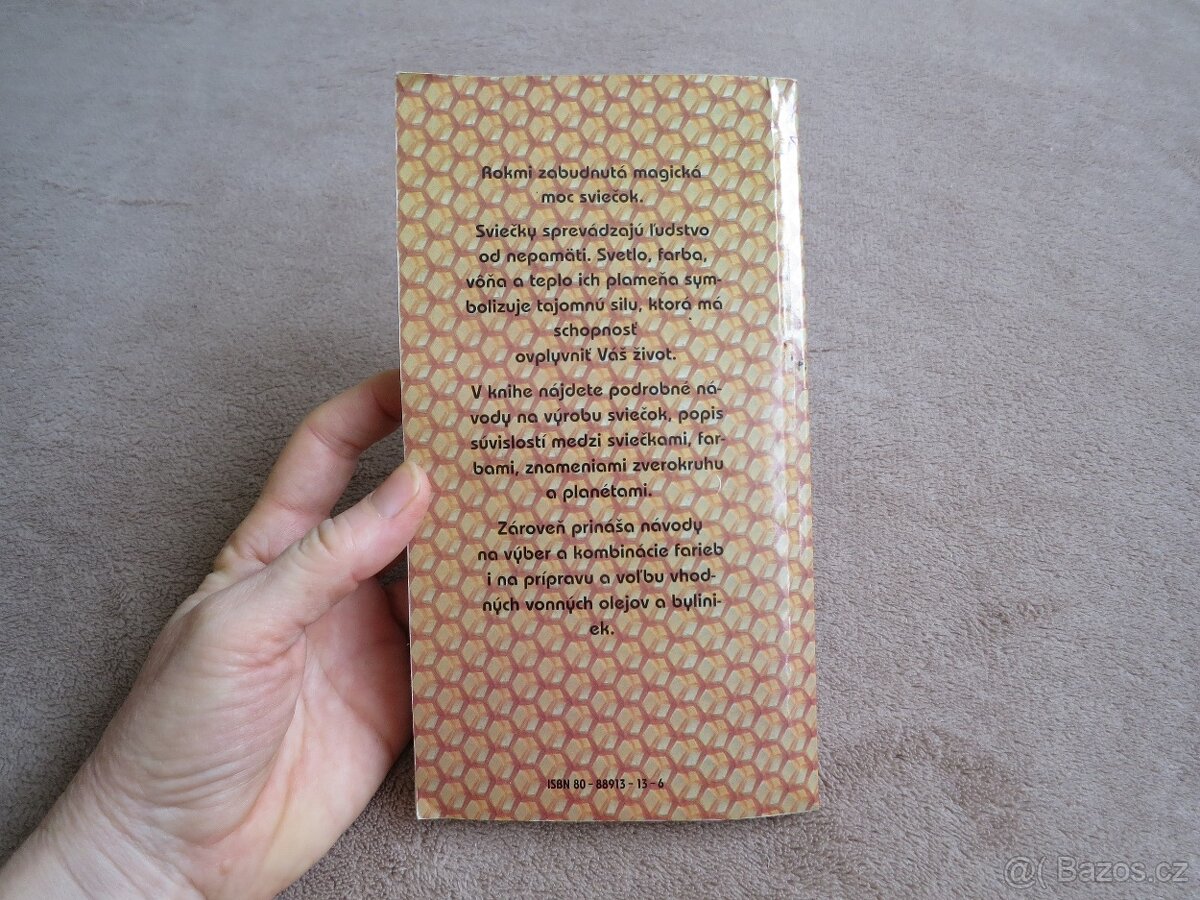 Rokmi zabudnutá magická
moc sviečok.
Sviečky sprevádzajú ľudstvo
od nepamäti. Svetlo, farba,
vôňa a teplo ich plameňa sym-
bolizuje tajomnú silu, ktorá má
schopnosť
ovplyvniť Váš život.
V knihe nájdete podrobné ná-
vody na výrobu sviečok, popis
súvislostí medzi sviečkami, far-
bami, znameniami zverokruhu
a planétami.
Zároveň prináša návody
na výber a kombinácie farieb
i na prípravu a voľbu vhod-
ných vonných olejov a bylini-
ek.
ISBN 80 - 88913 - 13 - 6
@( Bazos.cz